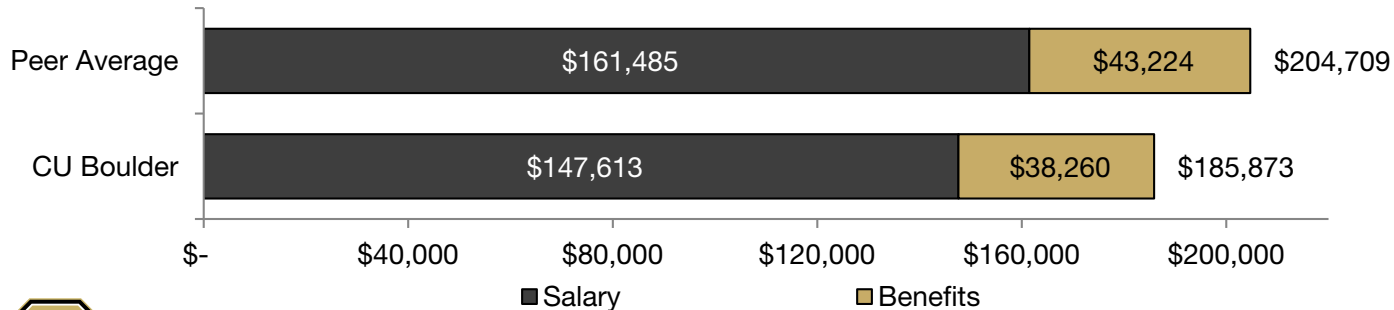 Peer Average $161,485 $43,224 $204,709
CU Boulder $147,613 $38,260 $185,873
$- $40,000 $80,000 $120,000 $160,000 $200,000
Salary Benefits